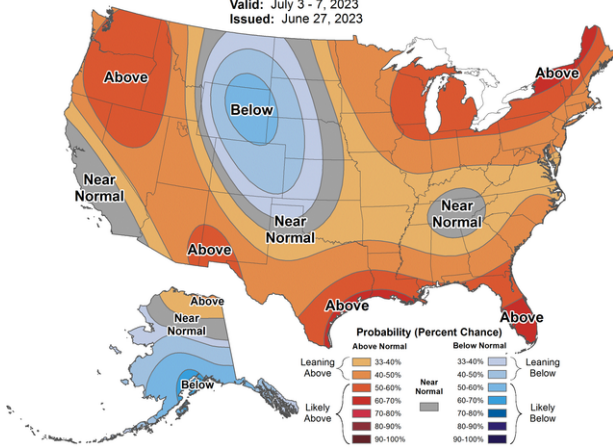 Valid: July 3 - 7, 2023
Issued: June 27, 2023
Above
Above
Below
Near
Normal
Near
Normal
Near
Normal
Above
Above
Above
Above
Near
Normal
Below
Probability (Percent Chance)
Above Normal
Below Normal
Leaning
Above
33-40%
40-50%
33-40%
40-50%
Leaning
Below
Likely
Above
50-60%
60-70%
70-80%
80-90%
90-100%
Near
Normal
50-60%
60-70%
70-80%
80-90%
90-100%
Likely
Below